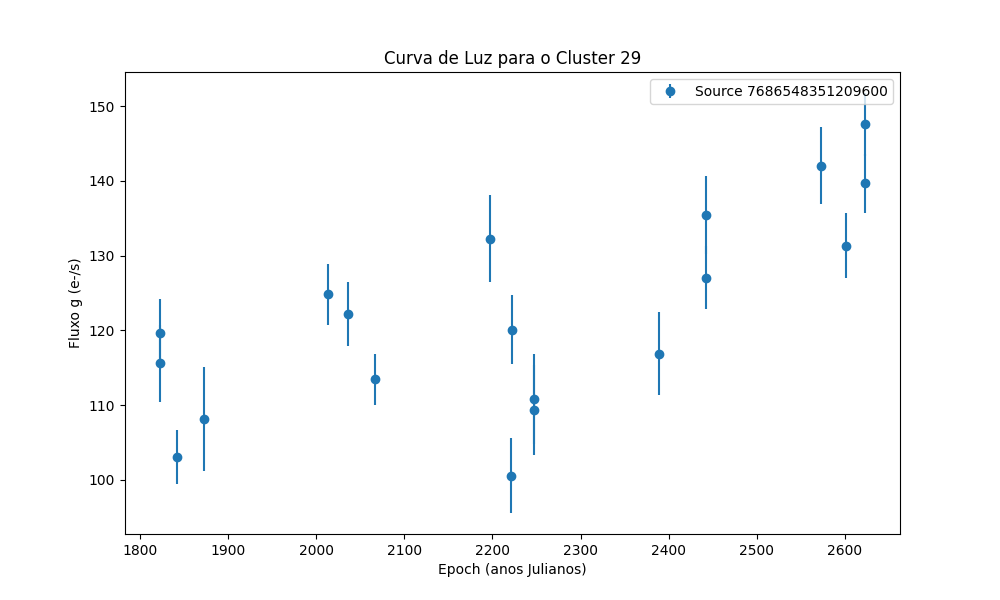 Curva de Luz para o Cluster 29
Source 7686548351209600
150
140
130
120
110
100
Fluxo g (e-/s)
1800 1900 2000 2100 2200 2300 2400 2500 2600
Epoch (anos Julianos)